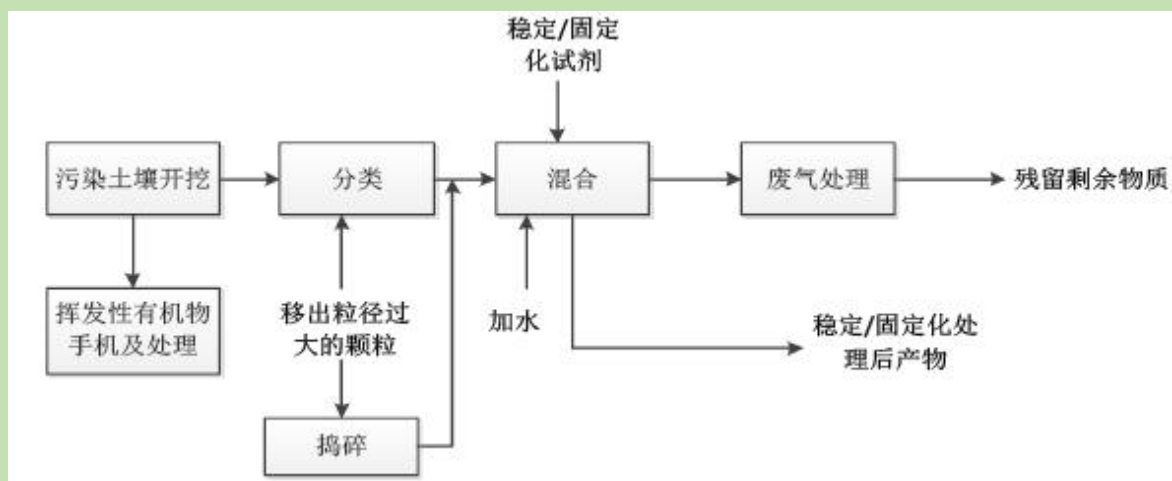 稳定/固定
化试剂
污染土壤开挖
分类
混合
废气处理
残留剩余物质
挥发性有机物
手机及处理
移出粒径过
大的颗粒
加水
稳定/固定化处
理后产物
捣碎